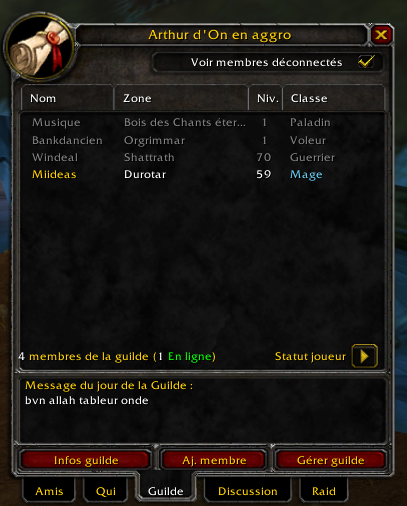 Arthur d'On en aggro
Voir membres déconnectés
Nom Zone Niv. Classe
Musique Bois des Chants éter... 1 Paladin
Bankdancien Orgrimmar 1 Voleur
Windeal Shattrath 70 Guerrier
Miideas Durotar 59 Mage
4 membres de la guilde (1 En ligne) Statut joueur
Message du jour de la Guilde :
bvn allah tableur onde
Infos guilde Aj. membre Gérer guilde
Amis Qui Guilde Discussion Raid